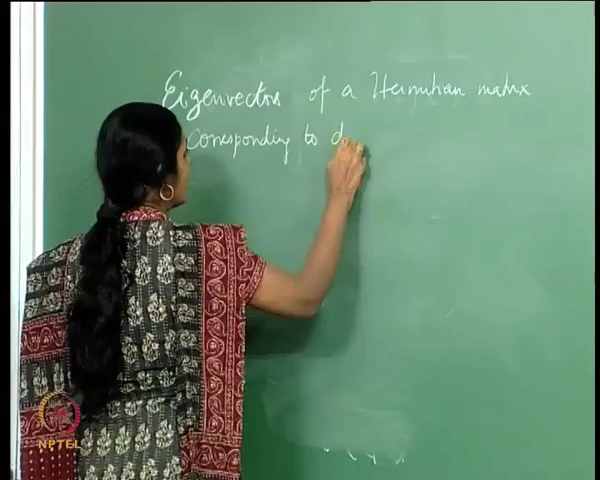 Eigenvectors of a Hermitian matrix
corresponding to d
NPTEL